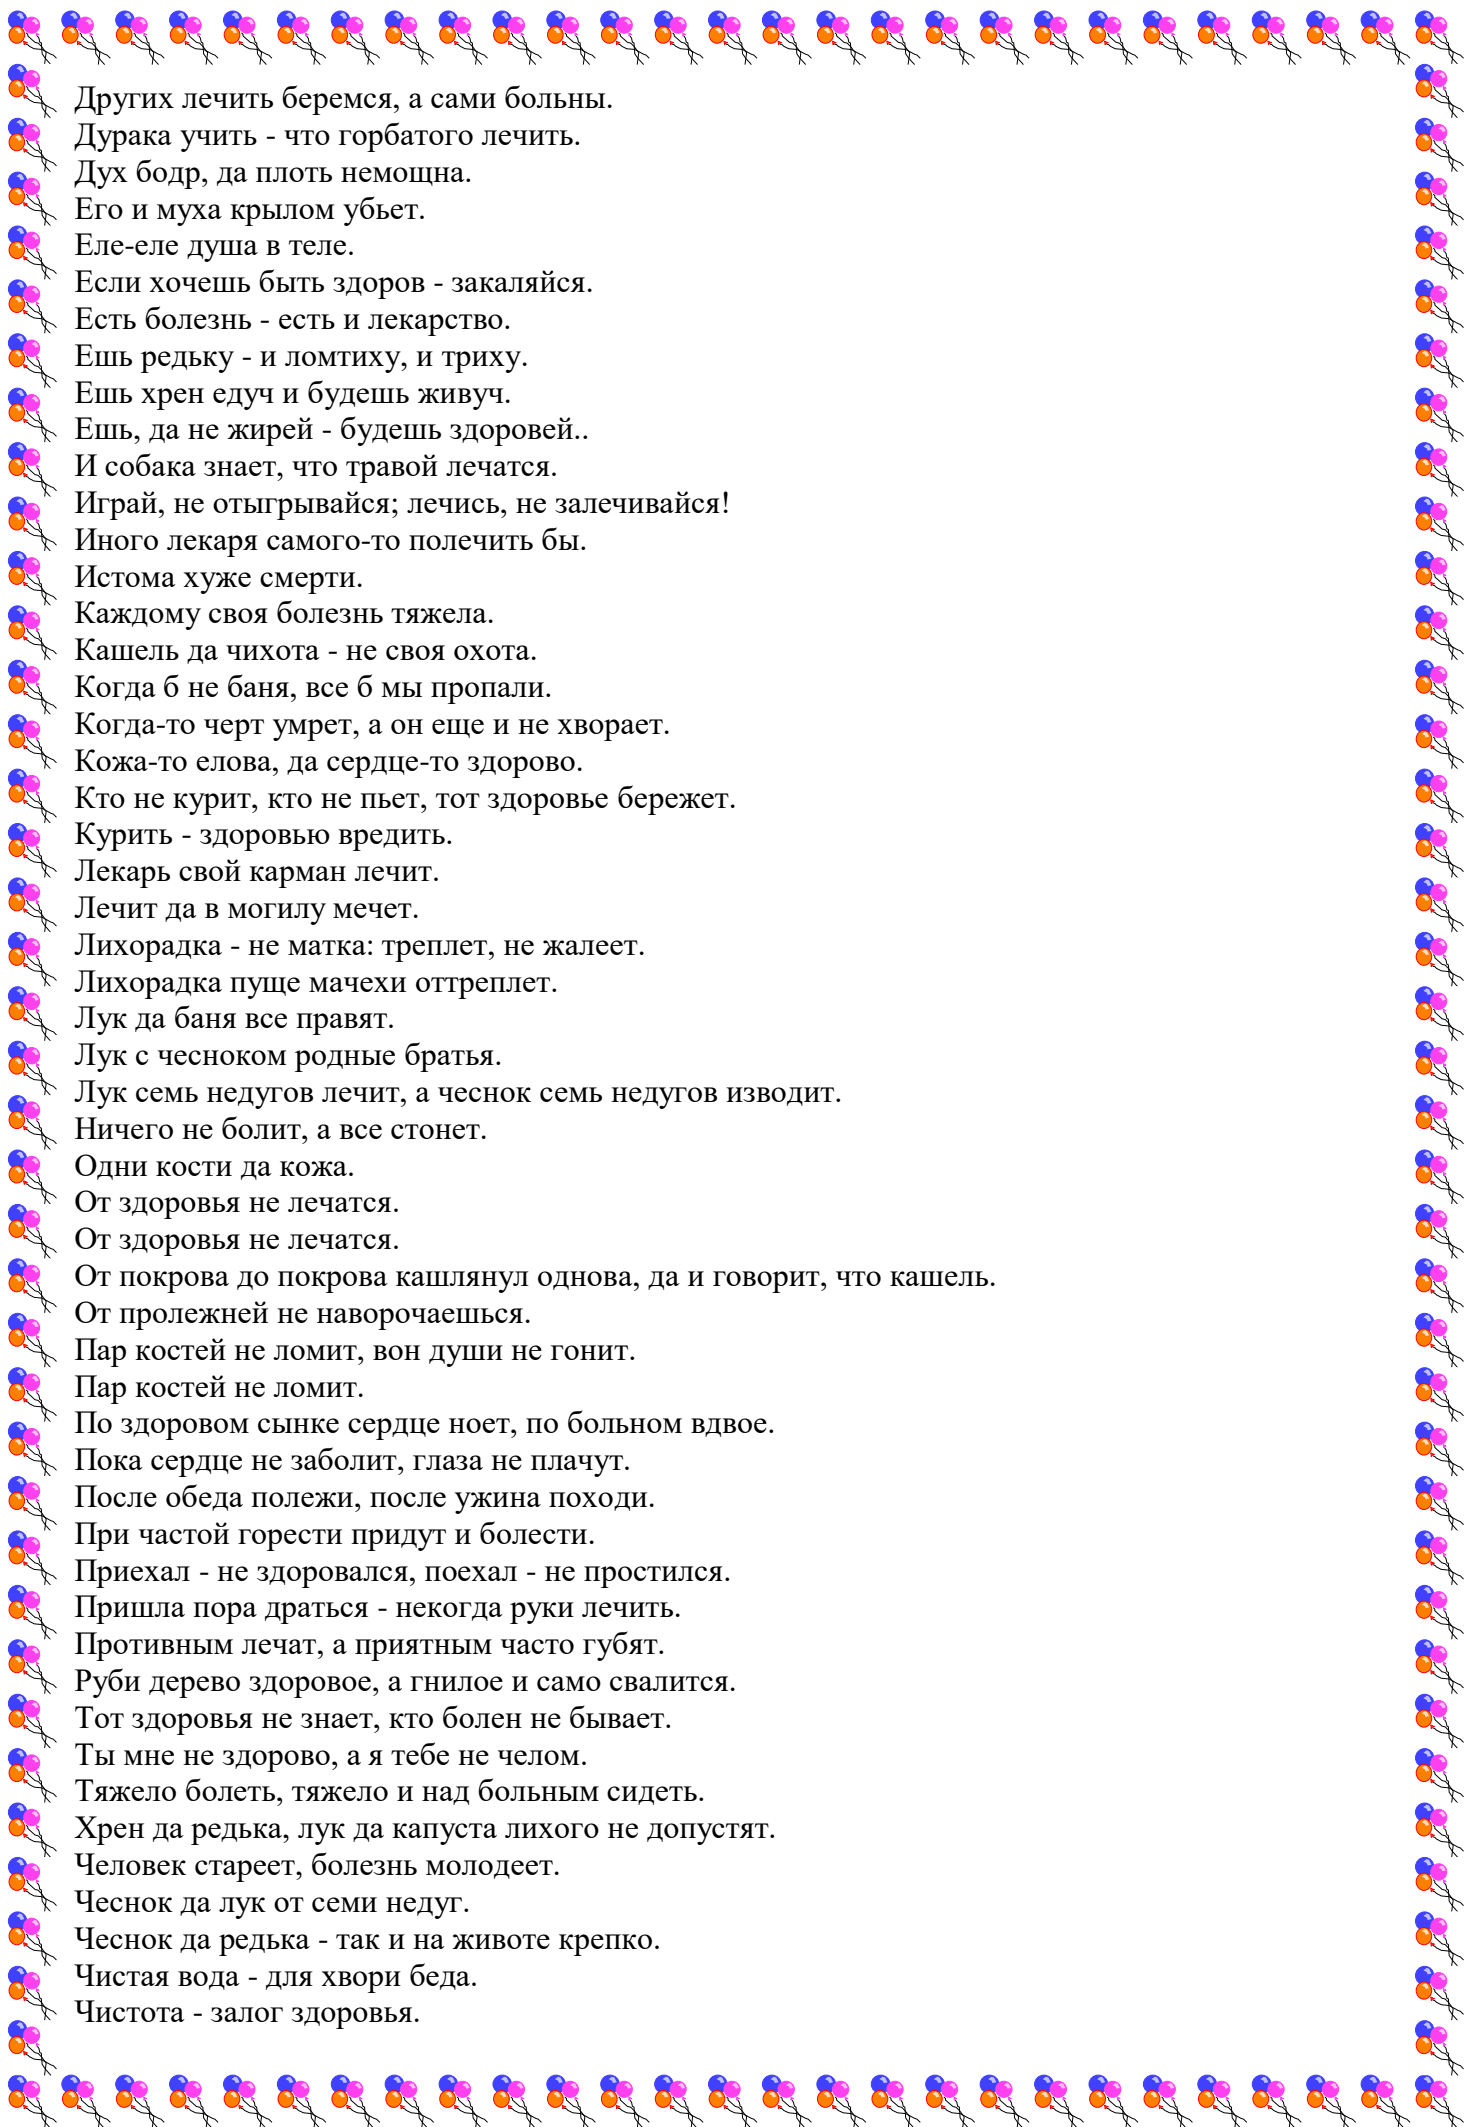 Других лечить беремся, а сами больны.
Дурака учить - что горбатого лечить.
Дух бодр, да плоть немощна.
Его и муха крылом убьет.
Еле-еле душа в теле.
Если хочешь быть здоров - закаляйся.
Есть болезнь - есть и лекарство.
Ешь редьку - и ломтиху, и триху.
Ешь хрен едуч и будешь живуч.
Ешь, да не жирей - будешь здоровей..
И собака знает, что травой лечатся.
Играй, не отыгрывайся; лечись, не залечивайся!
Иного лекаря самого-то полечить бы.
Истома хуже смерти.
Каждому своя болезнь тяжела.
Кашель да чихота - не своя охота.
Когда б не баня, все б мы пропали.
Когда-то черт умрет, а он еще и не хворает.
Кожа-то елова, да сердце-то здорово.
Кто не курит, кто не пьет, тот здоровье бережет.
Курить - здоровью вредить.
Лекарь свой карман лечит.
Лечит да в могилу мечет.
Лихорадка - не матка: треплет, не жалеет.
Лихорадка пуще мачехи оттреплет.
Лук да баня все правят.
Лук с чесноком родные братья.
Лук семь недугов лечит, а чеснок семь недугов изводит.
Ничего не болит, а все стонет.
Одни кости да кожа.
От здоровья не лечатся.
От здоровья не лечатся.
От покрова до покрова кашлянул однова, да и говорит, что кашель.
От пролежней не наворочаешься.
Пар костей не ломит, вон души не гонит.
Пар костей не ломит.
По здоровом сынке сердце ноет, по больном вдвое.
Пока сердце не заболит, глаза не плачут.
После обеда полежи, после ужина походи.
При частой горести придут и болести.
Приехал - не здоровался, поехал - не простился.
Пришла пора драться - некогда руки лечить.
Противным лечат, а приятным часто губят.
Руби дерево здоровое, а гнилое и само свалится.
Тот здоровья не знает, кто болен не бывает.
Ты мне не здорово, а я тебе не челом.
Тяжело болеть, тяжело и над больным сидеть.
Хрен да редька, лук да капуста лихого не допустят.
Человек стареет, болезнь молодеет.
Чеснок да лук от семи недуг.
Чеснок да редька - так и на животе крепко.
Чистая вода - для хвори беда.
Чистота - залог здоровья.